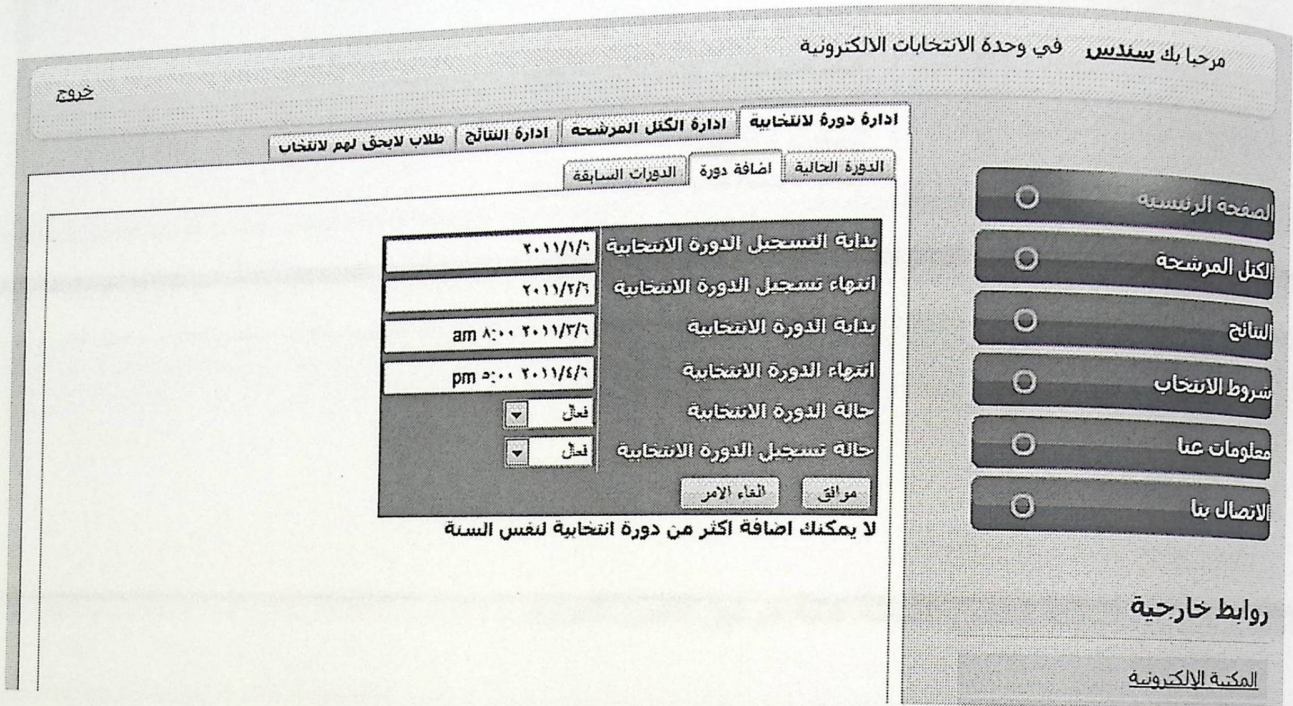 مرحبا بك سندس في وحدة الانتخابات الالكترونية
خروج
ادارة دورة لانتخابية
ادارة الكتل المرشحة
ادارة النتائج
طلاب لايحق لهم لانتخاب
الدورة الحالية
اضافة دورة
الدورات السابقة
بداية التسجيل الدورة الانتخابية ٢٠١١/١/٦
انتهاء تسجيل الدورة الانتخابية ٢٠١١/٢/٦
بداية الدورة الانتخابية ٢٠١١/٣/٦ ٨:٠٠ am
انتهاء الدورة الانتخابية ٢٠١١/٤/٦ ٥:٠٠ pm
حالة الدورة الانتخابية فعال
حالة تسجيل الدورة الانتخابية فعال
موافق
الغاء الامر
لا يمكنك اضافة اكثر من دورة انتخابية لنفس السنة
الصفحة الرئيسية
الكتل المرشحة
النتائج
شروط الانتخاب
معلومات عنا
الاتصال بنا
روابط خارجية
المكتبة الإلكترونية